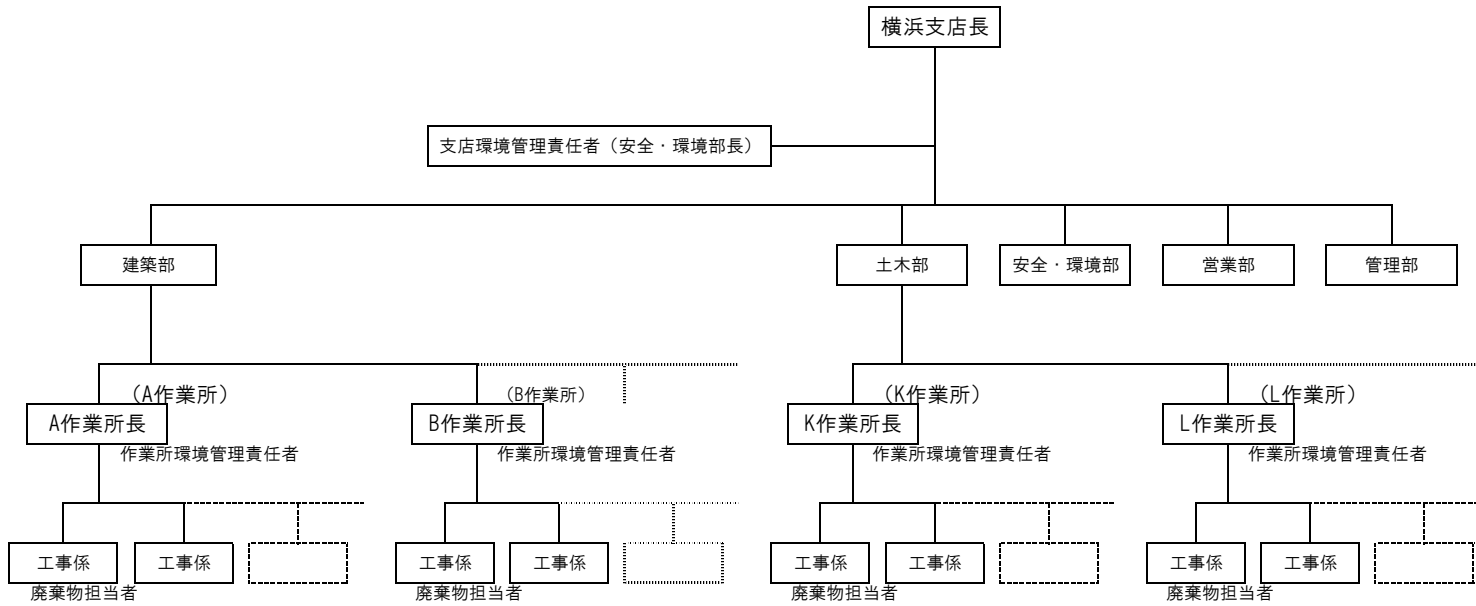 横浜支店長
支店環境管理責任者（安全・環境部長）
建築部
土木部
安全・環境部
営業部
管理部
（A作業所）
（B作業所）
（K作業所）
（L作業所）
A作業所長
B作業所長
K作業所長
L作業所長
作業所環境管理責任者
作業所環境管理責任者
作業所環境管理責任者
作業所環境管理責任者
工事係
工事係
工事係
工事係
工事係
工事係
工事係
工事係
廃棄物担当者
廃棄物担当者
廃棄物担当者
廃棄物担当者